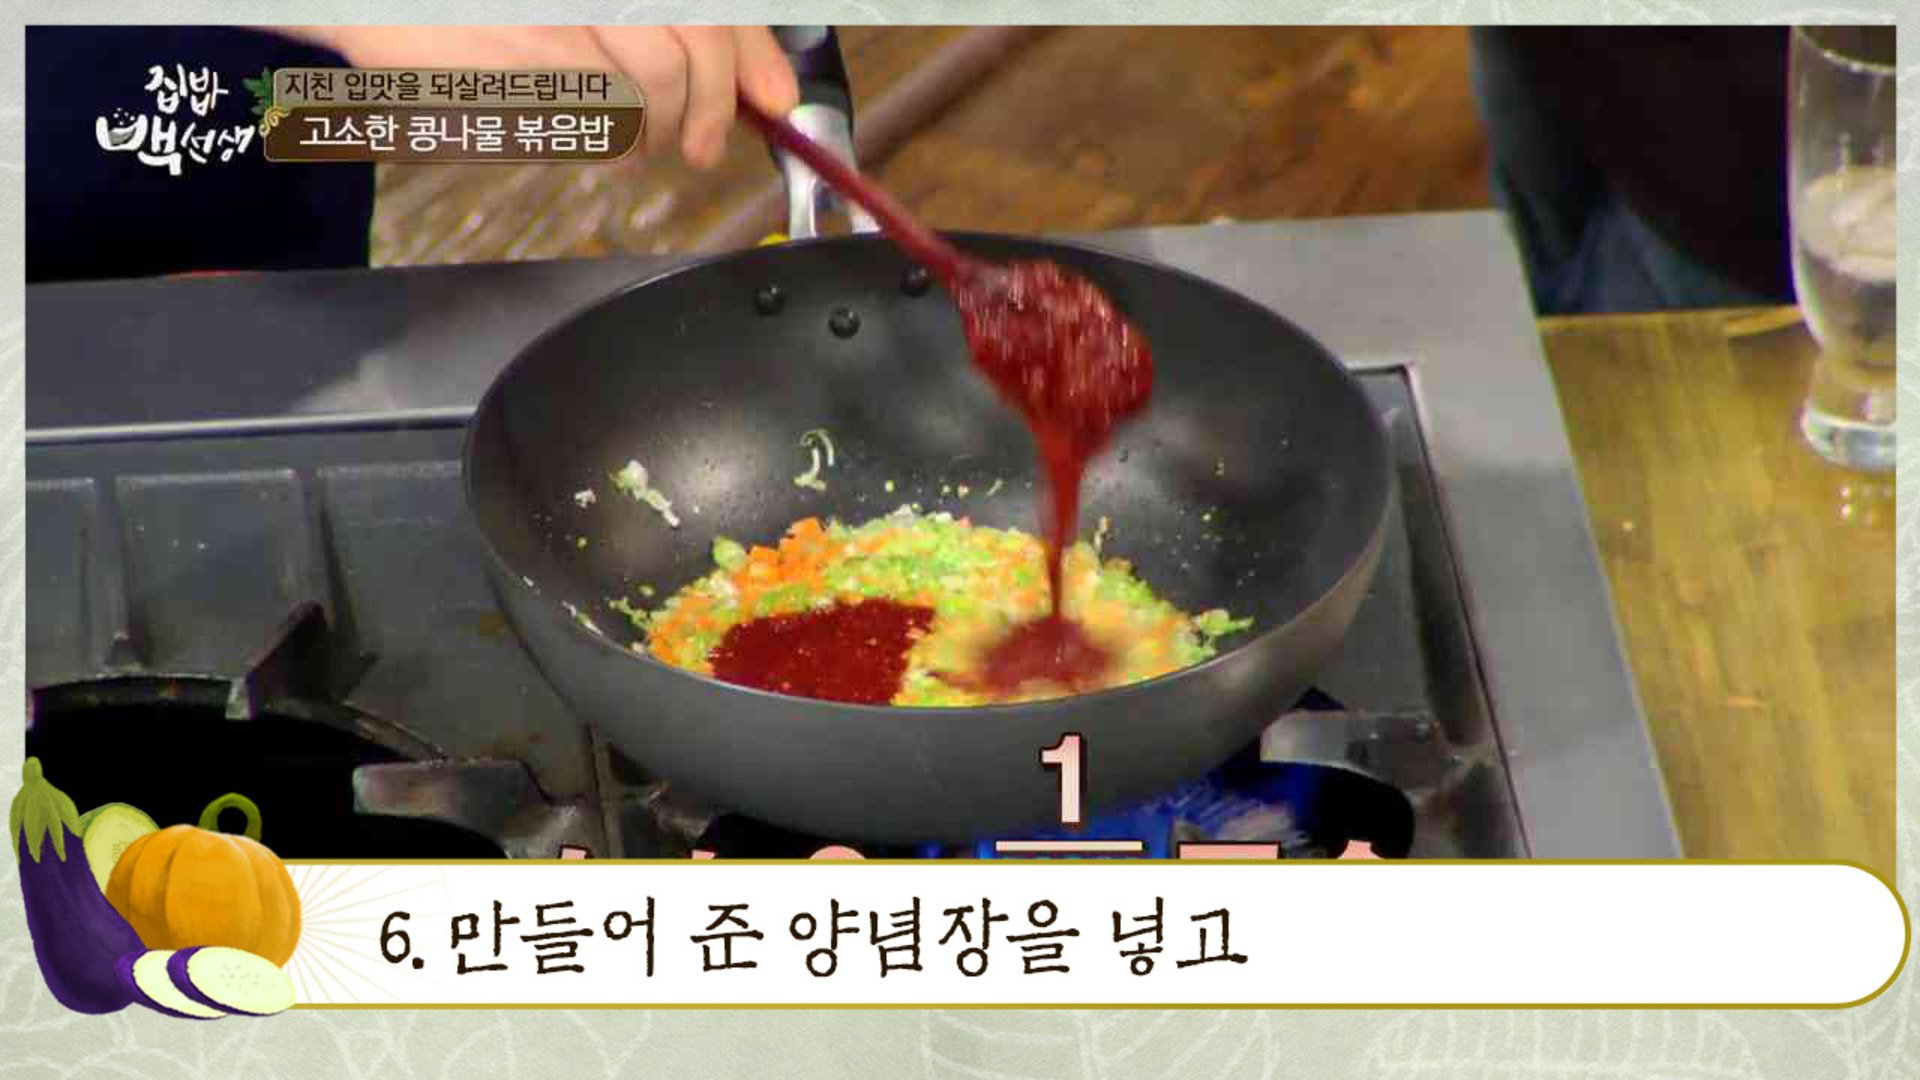 집밥
백선생
지친 입맛을 되살려드립니다
고소한 콩나물 볶음밥
1
6. 만들어 준 양념장을 넣고